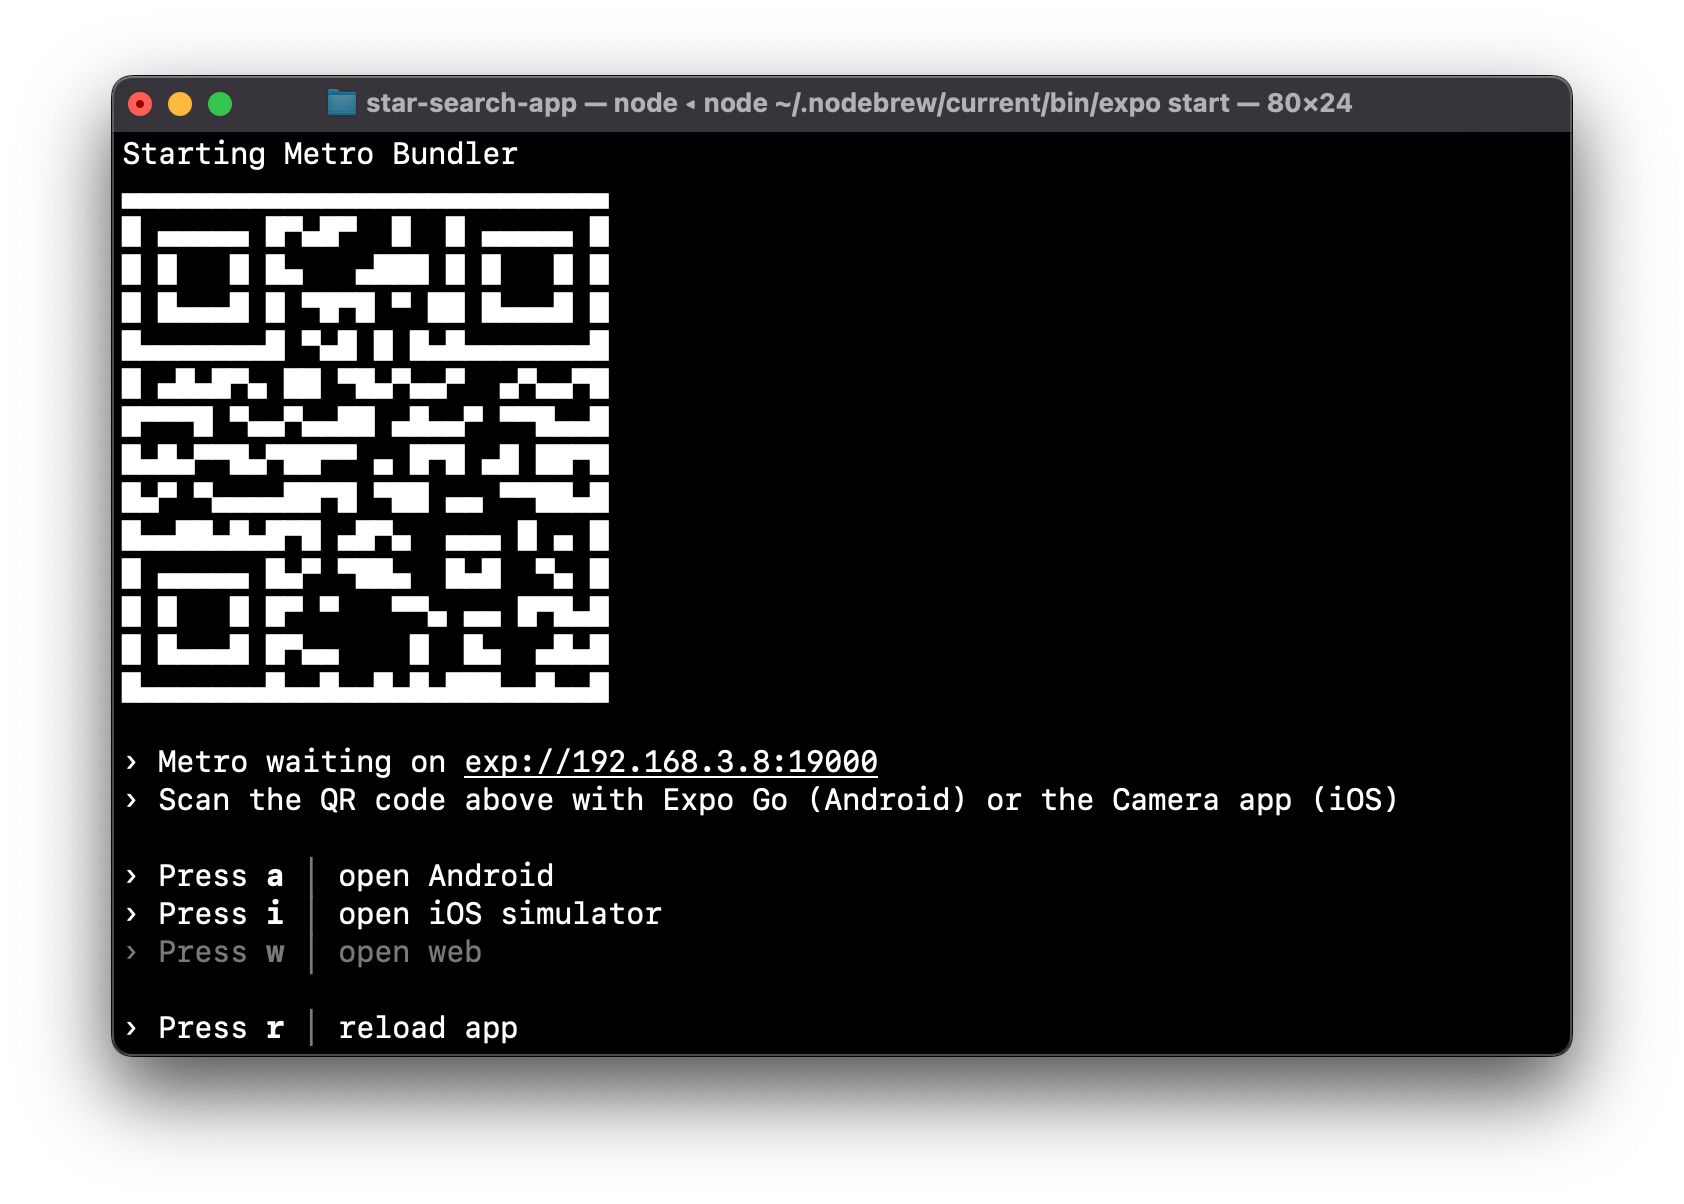 star-search-app — node ◂ node ~/.nodebrew/current/bin/expo start — 80×24
Starting Metro Bundler
› Metro waiting on exp://192.168.3.8:19000
› Scan the QR code above with Expo Go (Android) or the Camera app (iOS)
› Press a │ open Android
› Press i │ open iOS simulator
› Press w │ open web
› Press r │ reload app